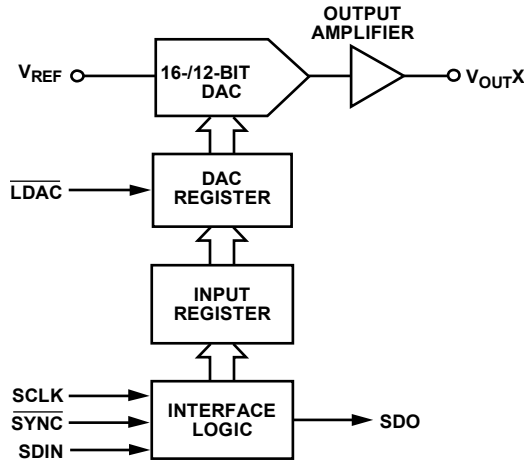 OUTPUT
AMPLIFIER
VREF
16-/12-BIT
DAC
VOUTX
DAC
REGISTER
LDAC
INPUT
REGISTER
SCLK
SYNC
SDIN
INTERFACE
LOGIC
SDO